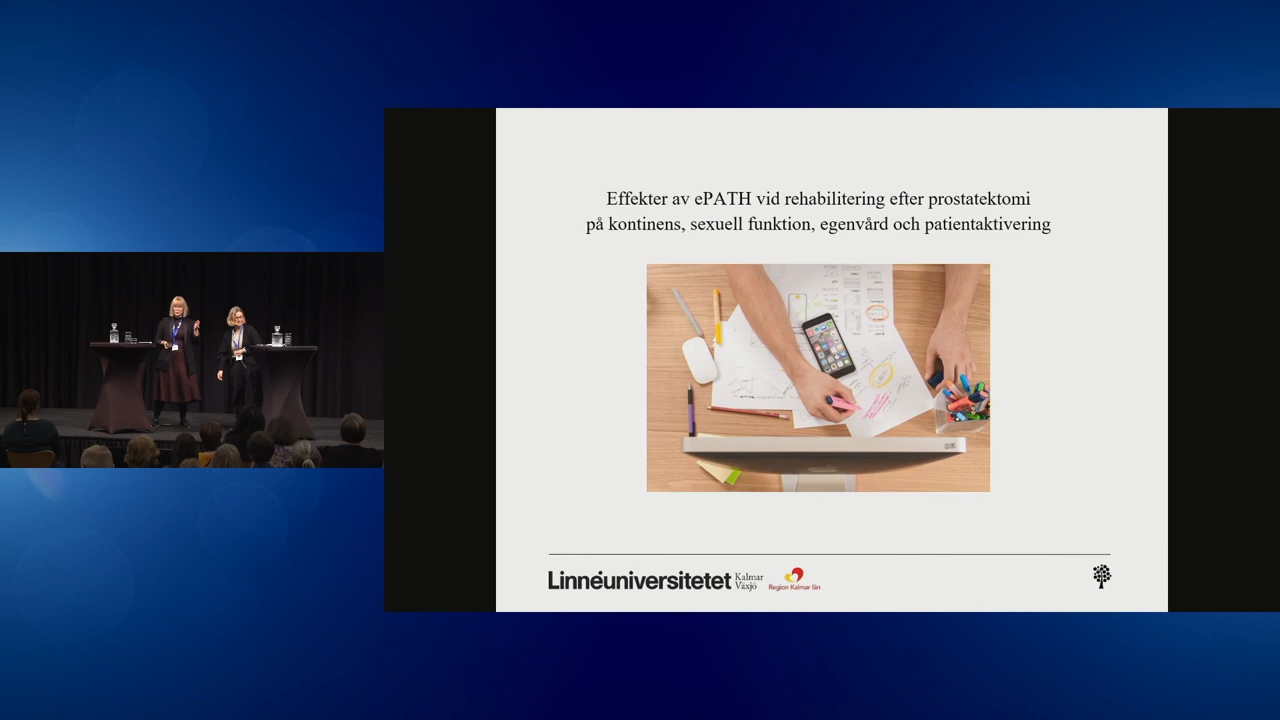 Effekter av ePATH vid rehabilitering efter prostatektomi
på kontinens, sexuell funktion, egenvård och patientaktivering
Linnéuniversitetet
Kalmar
Växjö
Region Kalmar län